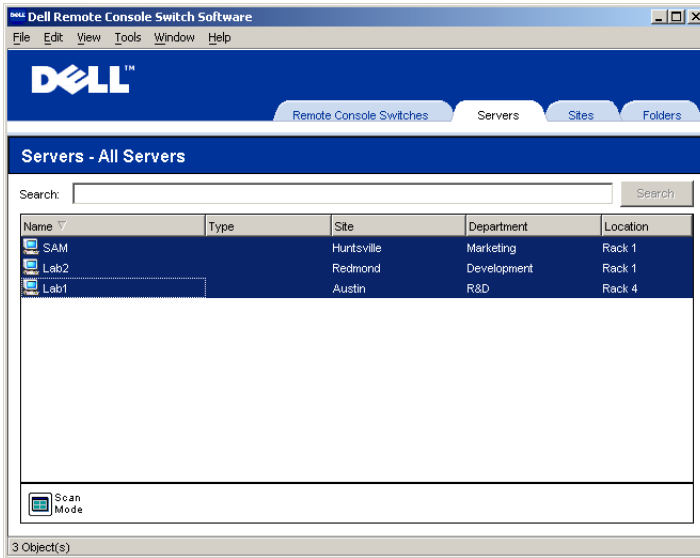 DELL Dell Remote Console Switch Software
File Edit View Tools Window Help
DELL™
Remote Console Switches Servers Sites Folders
Servers - All Servers
Search: Search
Name Type Site Department Location
SAM Huntsville Marketing Rack 1
Lab2 Redmond Development Rack 1
Lab1 Austin R&D Rack 4
Scan
Mode
3 Object(s)